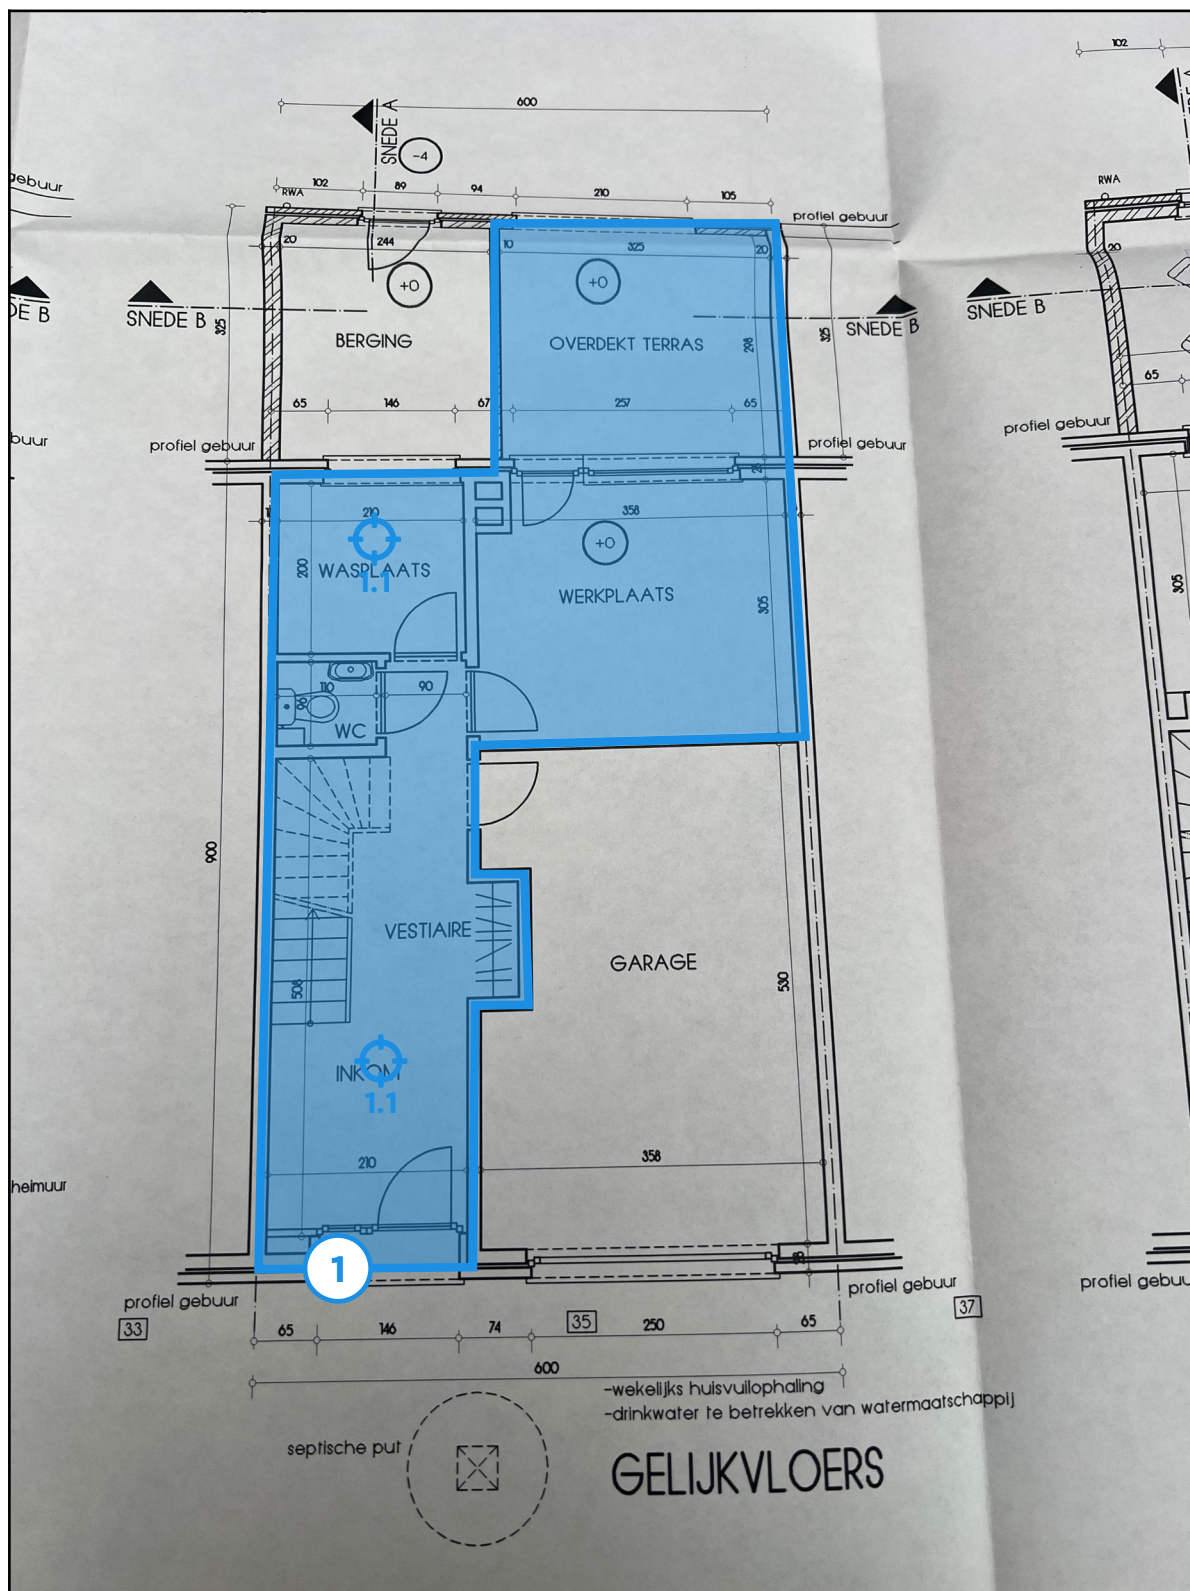 102
600
SNEDE A
-4
gebuur
RWA
102
89
94
210
105
RWA
profiel gebuur
20
244
10
325
20
20
+0
+0
DE B
SNEDE B
SNEDE B
SNEDE B
325
BERGING
OVERDEKT TERRAS
298
325
65
146
67
257
65
65
buur
profiel gebuur
profiel gebuur
profiel gebuur
210
358
200
WASPLAATS
1.1
+0
WERKPLAATS
305
305
110
90
90
WC
900
VESTIAIRE
GARAGE
508
530
INKOM
1.1
210
358
heimuur
1
98
profiel gebuur
profiel gebuur
profiel gebuu
33
35
37
65
146
74
250
65
600
-wekelijks huisvuilophaling
-drinkwater te betrekken van watermaatschappij
septische put
GELIJKVLOERS